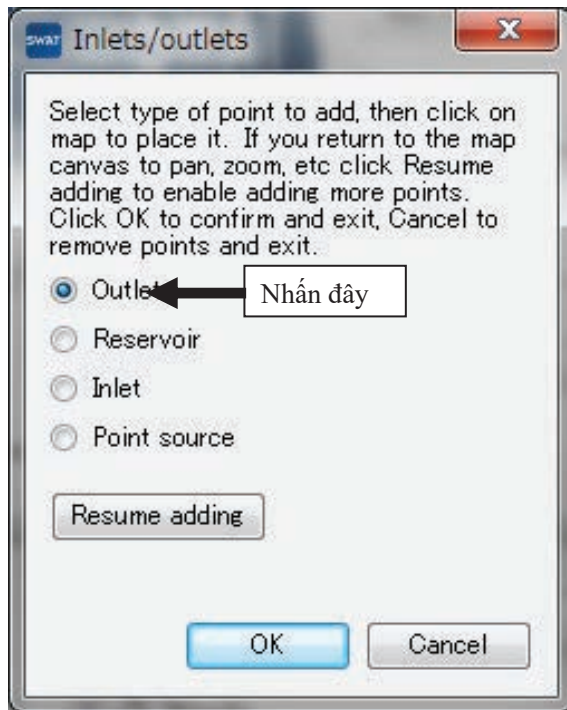 SWAT Inlets/outlets
Select type of point to add, then click on
map to place it. If you return to the map
canvas to pan, zoom, etc click Resume
adding to enable adding more points.
Click OK to confirm and exit, Cancel to
remove points and exit.
Outlet Nhấn đây
Reservoir
Inlet
Point source
Resume adding
OK Cancel